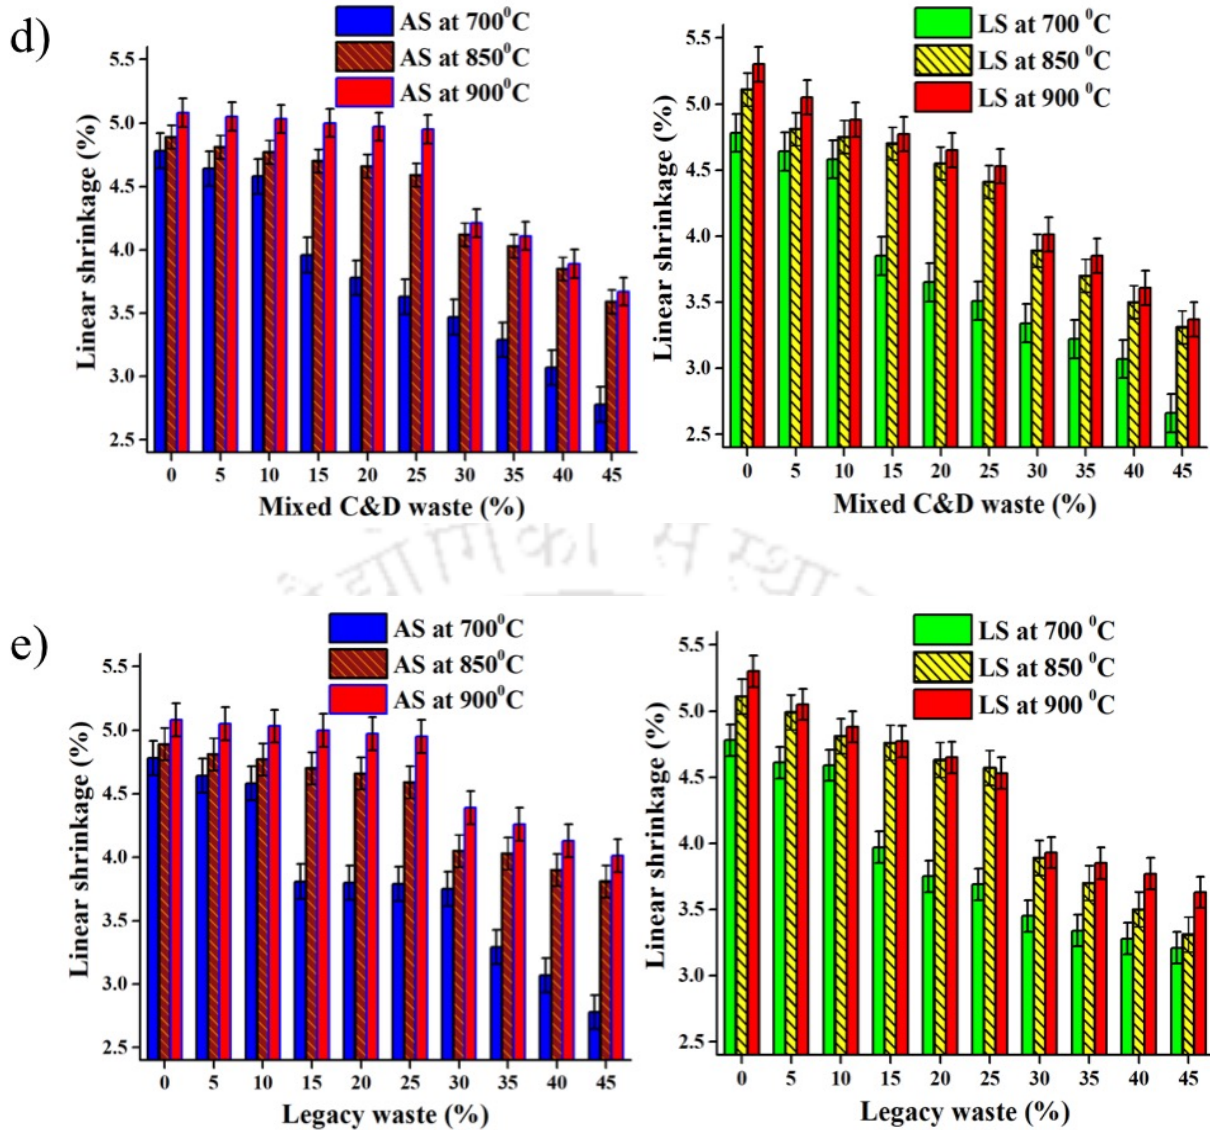 d)
AS at 700⁰C
AS at 850⁰C
AS at 900⁰C
Linear shrinkage (%)
5.5
5.0
4.5
4.0
3.5
3.0
2.5
0 5 10 15 20 25 30 35 40 45
Mixed C&D waste (%)
LS at 700 ⁰C
LS at 850 ⁰C
LS at 900 ⁰C
Linear shrinkage (%)
5.5
5.0
4.5
4.0
3.5
3.0
2.5
0 5 10 15 20 25 30 35 40 45
Mixed C&D waste (%)
e)
AS at 700⁰C
AS at 850⁰C
AS at 900⁰C
Linear shrinkage (%)
5.5
5.0
4.5
4.0
3.5
3.0
2.5
0 5 10 15 20 25 30 35 40 45
Legacy waste (%)
LS at 700 ⁰C
LS at 850 ⁰C
LS at 900 ⁰C
Linear shrinkage (%)
5.5
5.0
4.5
4.0
3.5
3.0
2.5
0 5 10 15 20 25 30 35 40 45
Legacy waste (%)